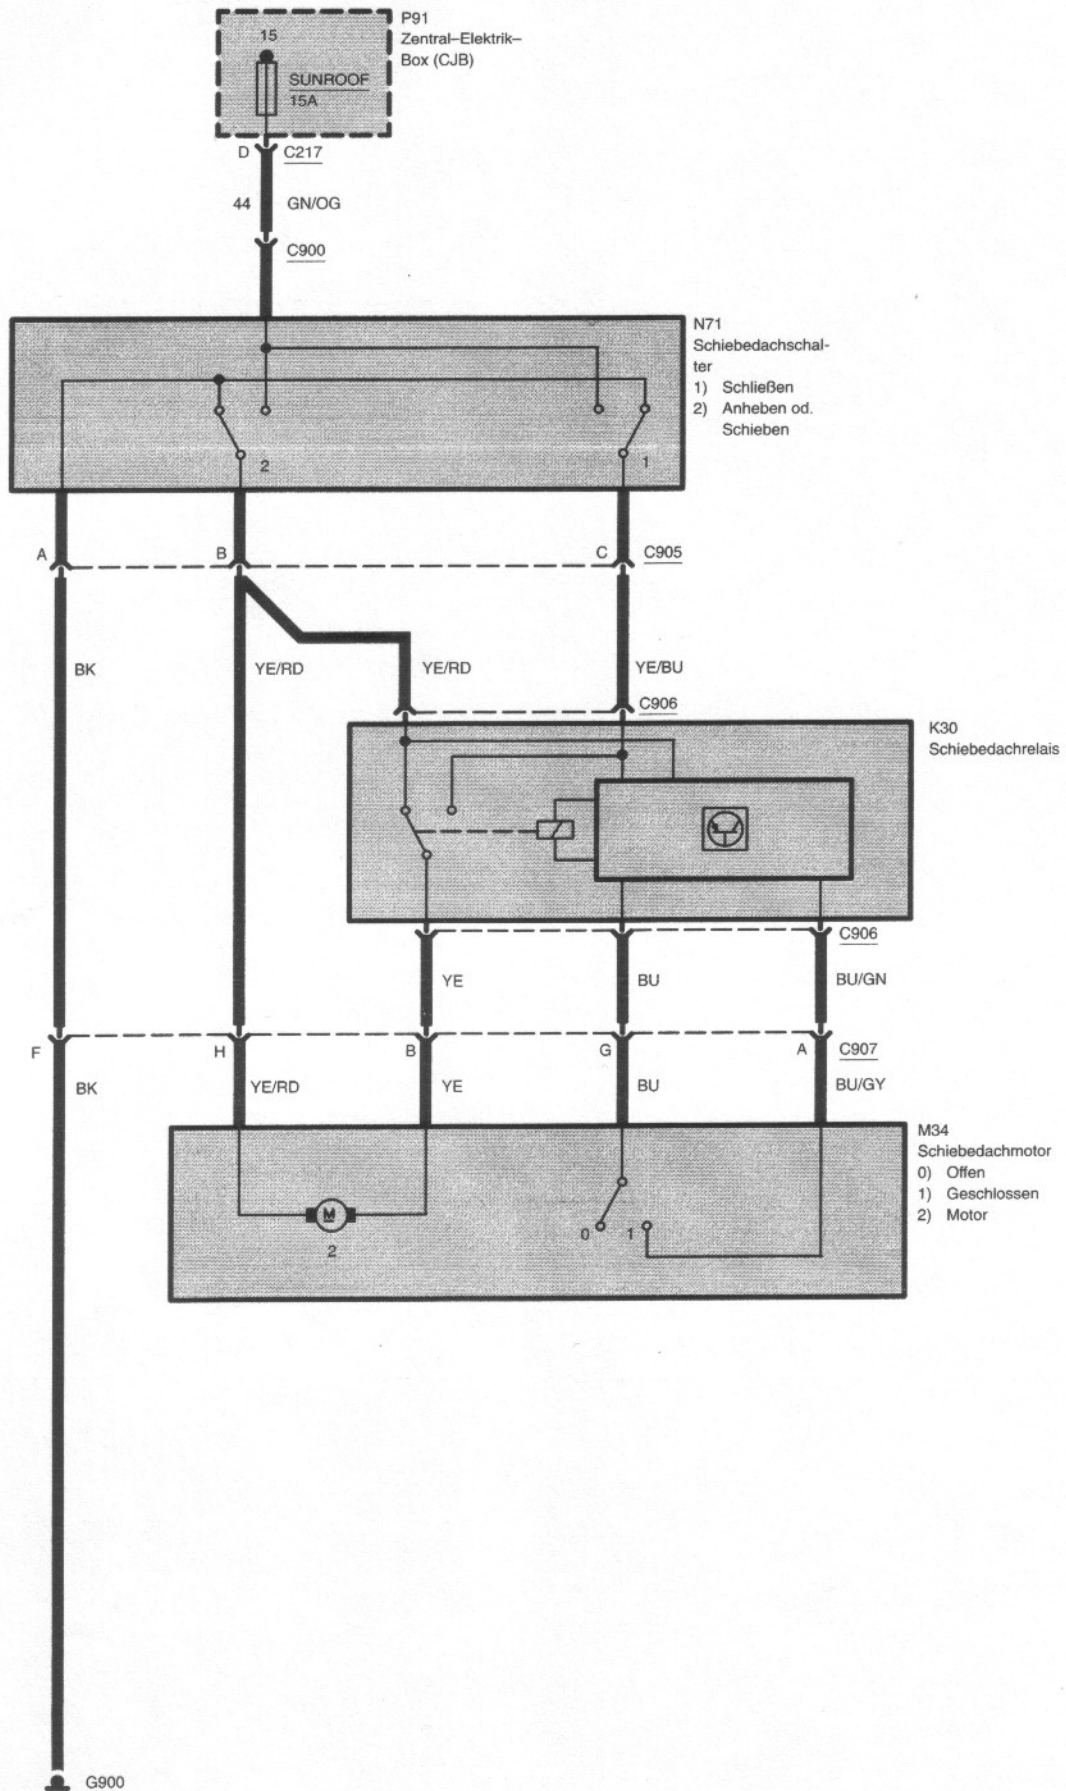 P91
Zentral–Elektrik–
Box (CJB)
15
SUNROOF
15A
D
C217
44
GN/OG
C900
N71
Schiebedachschal-
ter
1) Schließen
2) Anheben od.
Schieben
2
1
A
B
C
C905
BK
YE/RD
YE/RD
YE/BU
C906
K30
Schiebedachrelais
C906
YE
BU
BU/GN
F
H
B
G
A
C907
BK
YE/RD
YE
BU
BU/GY
M34
Schiebedachmotor
0) Offen
1) Geschlossen
2) Motor
M
2
0
1
G900